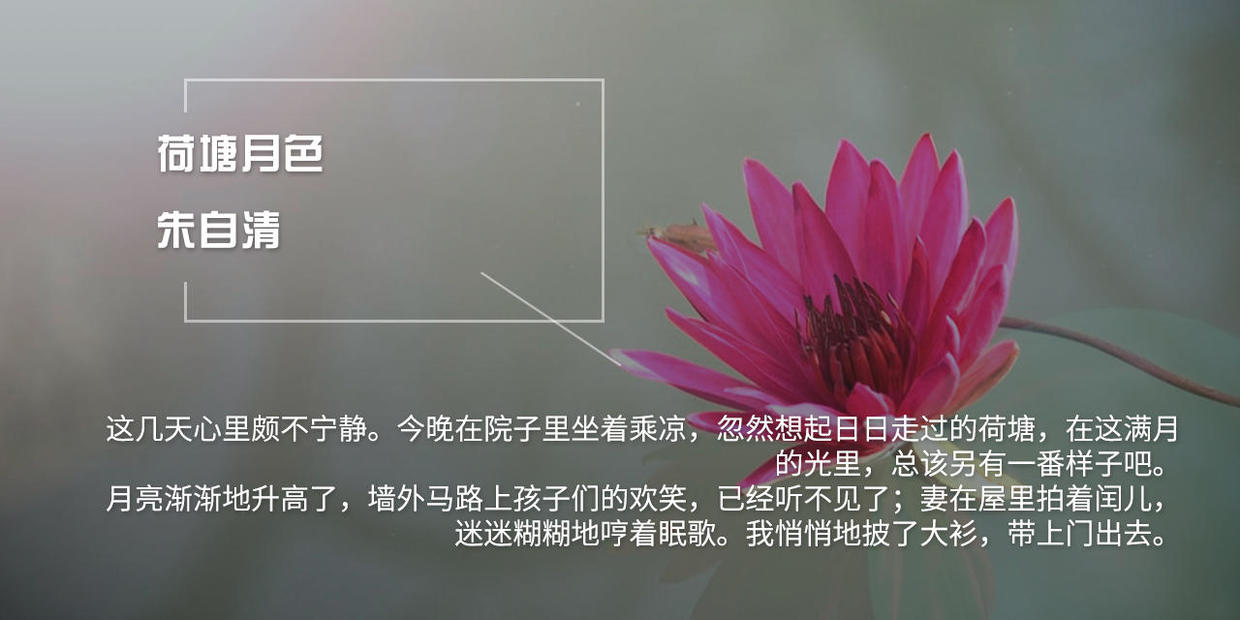 荷塘月色
朱自清
这几天心里颇不宁静。今晚在院子里坐着乘凉，忽然想起日日走过的荷塘，在这满月
的光里，总该另有一番样子吧。
月亮渐渐地升高了，墙外马路上孩子们的欢笑，已经听不见了；妻在屋里拍着闰儿，
迷迷糊糊地哼着眠歌。我悄悄地披了大衫，带上门出去。